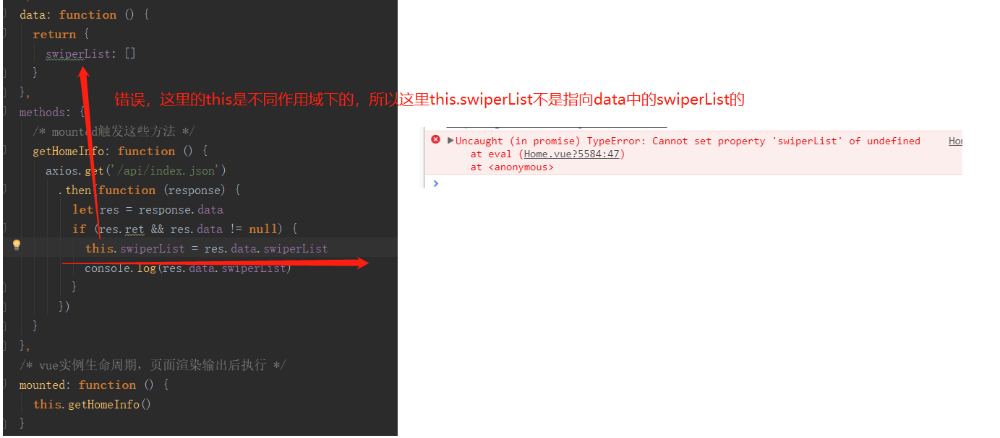 data: function () {
return {
swiperList: []
}
},
错误，这里的this是不同作用域下的，所以这里this.swiperList不是指向data中的swiperList的
methods: {
/* mounted触发这些方法 */
getHomeInfo: function () {
axios.get('/api/index.json')
.then(function (response) {
let res = response.data
if (res.ret && res.data != null) {
this.swiperList = res.data.swiperList
console.log(res.data.swiperList)
}
})
}
},
/* vue实例生命周期，页面渲染输出后执行 */
mounted: function () {
this.getHomeInfo()
}
Uncaught (in promise) TypeError: Cannot set property 'swiperList' of undefined
at eval (Home.vue?5584:47)
at <anonymous>